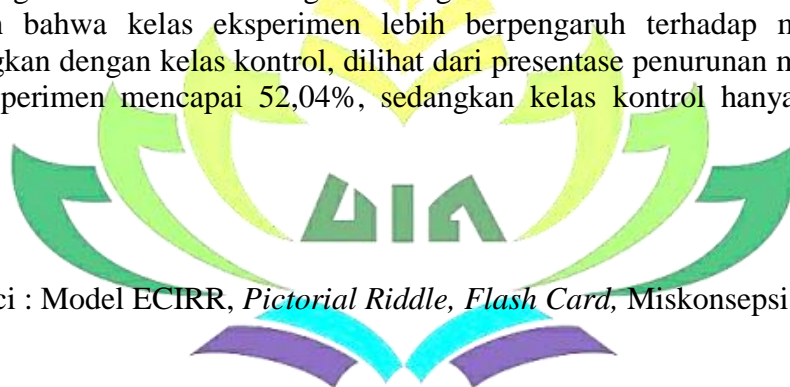 bahwa kelas eksperimen lebih berpengaruh terhadap
dengan kelas kontrol, dilihat dari presentase penurunan
mencapai 52,04%, sedangkan kelas kontrol hanya
UIN
: Model ECIRR, Pictorial Riddle, Flash Card, Miskonsepsi